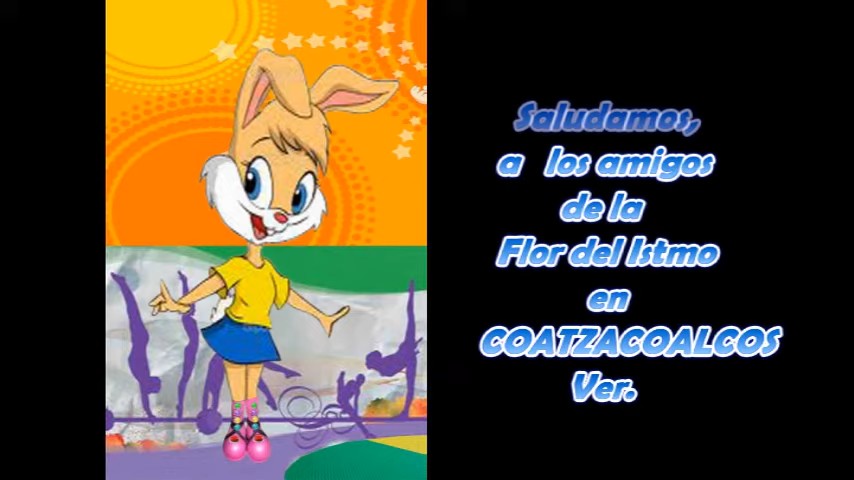 Saludamos,
a los amigos
de la
Flor del Istmo
en
COATZACOALCOS
Ver.